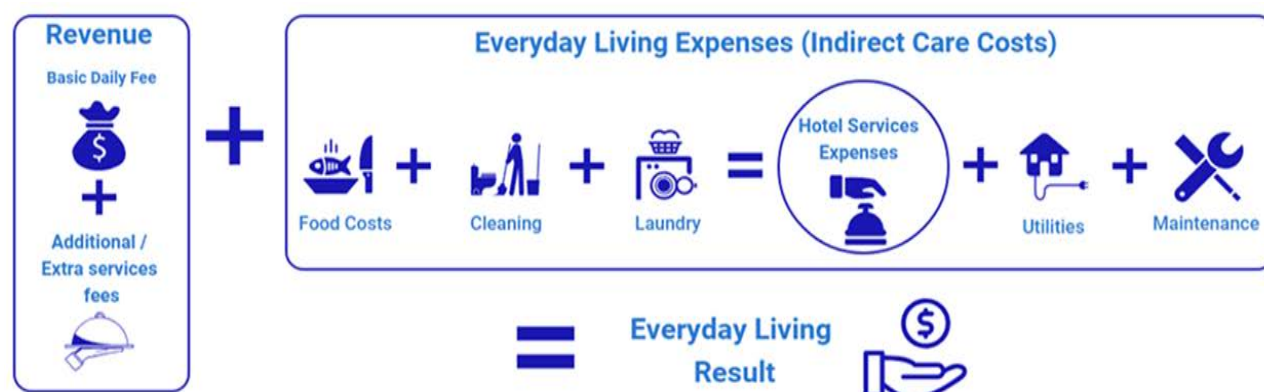 Revenue
Basic Daily Fee
$
+
Additional /
Extra services
fees
+
Everyday Living Expenses (Indirect Care Costs)
Food Costs
+
Cleaning
+
Laundry
=
Hotel Services
Expenses
+
Utilities
+
Maintenance
=
Everyday Living
Result
$